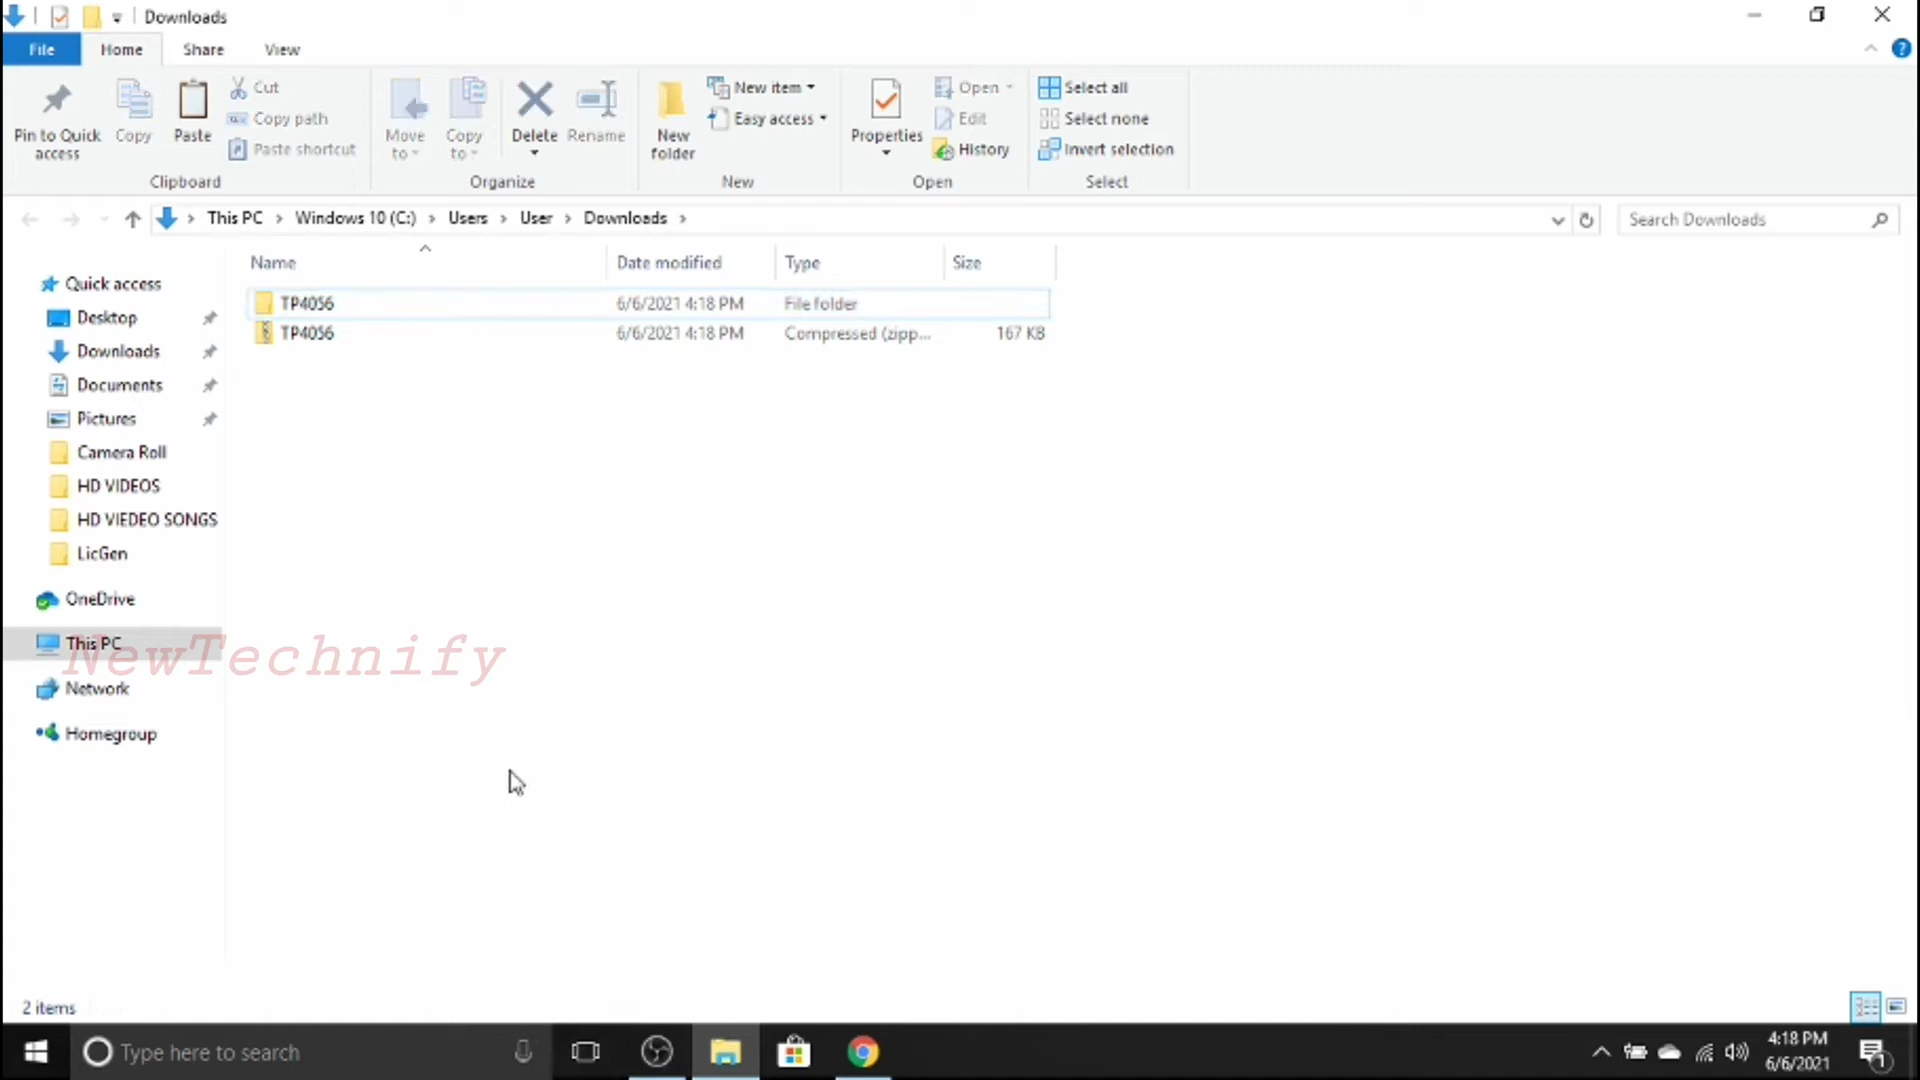 Downloads
File Home Share View
Pin to Quick access
Copy
Paste
Cut
Copy path
Paste shortcut
Clipboard
Move to
Copy to
Delete
Rename
Organize
New folder
New item
Easy access
New
Properties
Open
Edit
History
Open
Select all
Select none
Invert selection
Select
This PC > Windows 10 (C:) > Users > User > Downloads >
Search Downloads
Name Date modified Type Size
TP4056 6/6/2021 4:18 PM File folder
TP4056 6/6/2021 4:18 PM Compressed (zipp... 167 KB
Quick access
Desktop
Downloads
Documents
Pictures
Camera Roll
HD VIDEOS
HD VIEDEO SONGS
LicGen
OneDrive
This PC
NewTechnify
Network
Homegroup
2 items
Type here to search
4:18 PM
6/6/2021
1